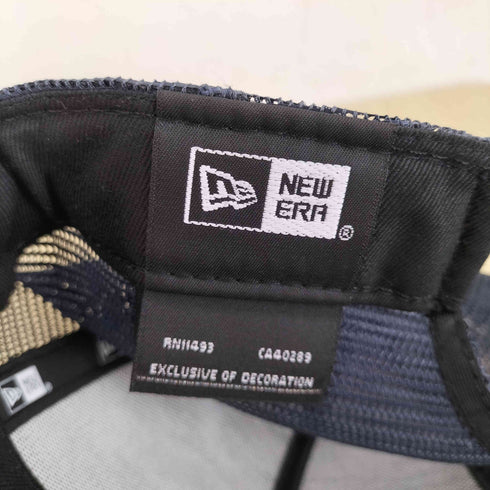 NEW
ERA
®
RN11493 CA40289
EXCLUSIVE OF DECORATION